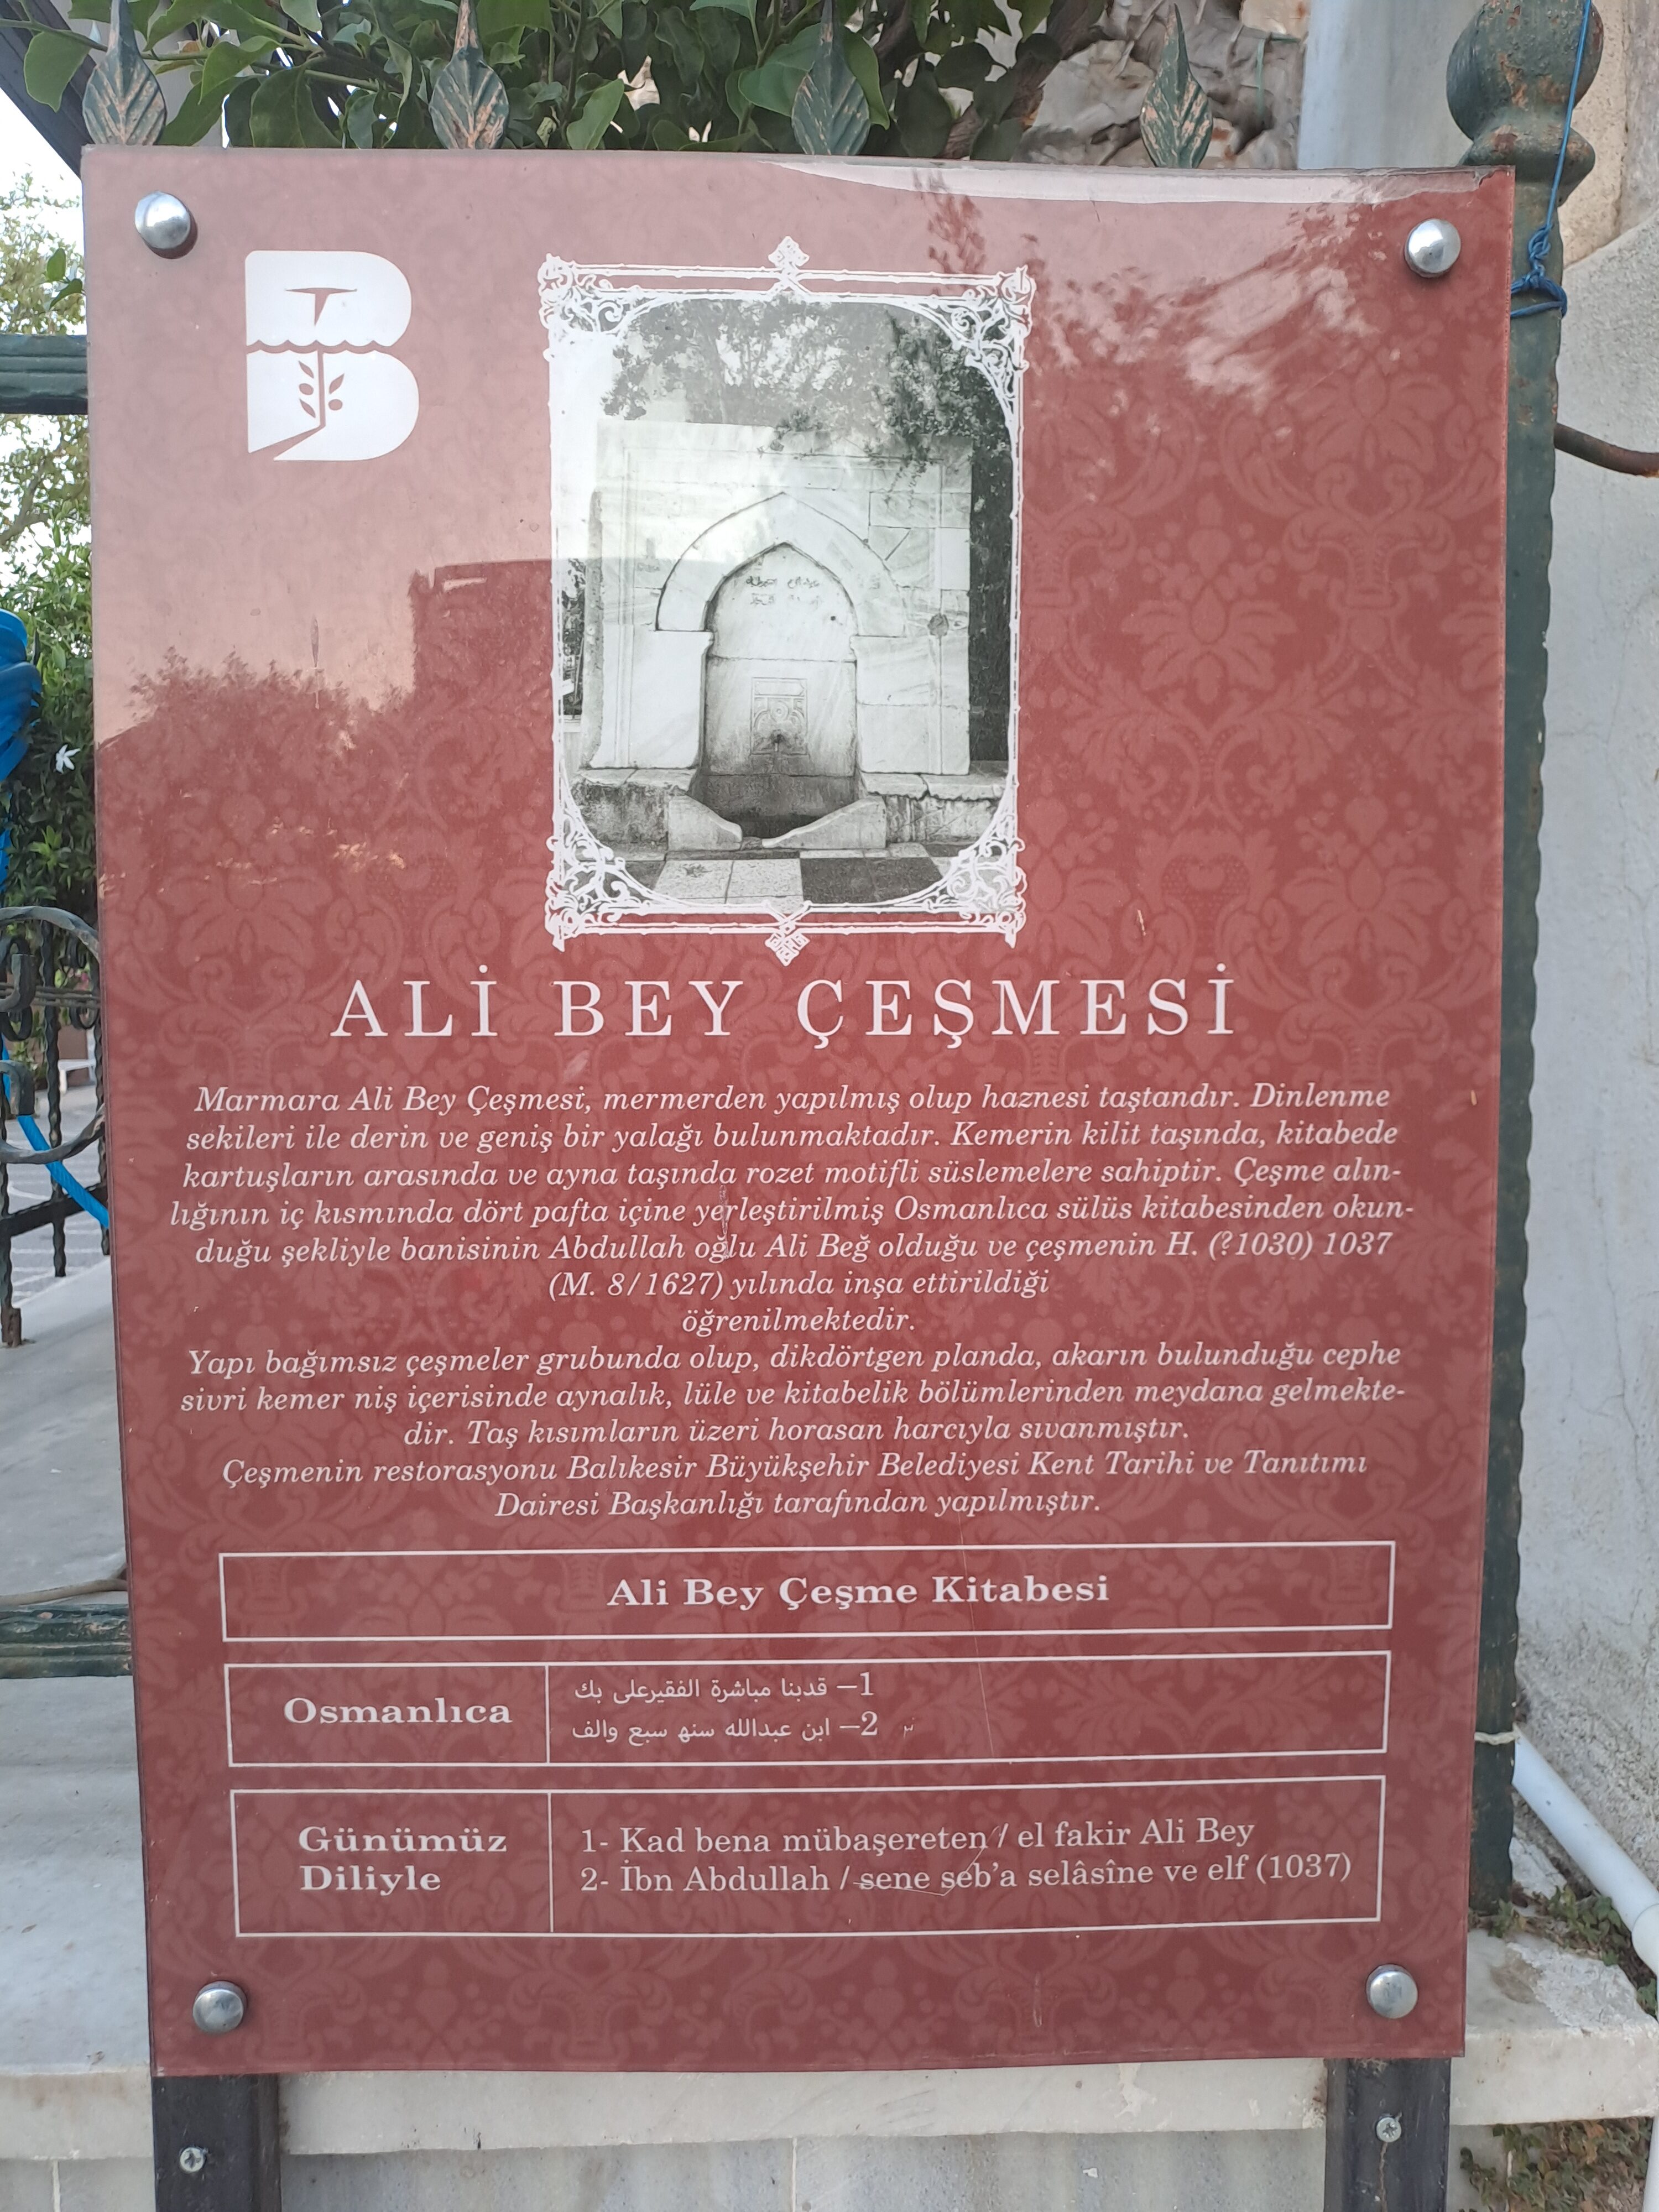 ALİ BEY ÇEŞMESİ
Marmara Ali Bey Çeşmesi, mermerden yapılmış olup haznesi taştandır. Dinlenme
sekileri ile derin ve geniş bir yalağı bulunmaktadır. Kemerin kilit taşında, kitabede
kartuşların arasında ve ayna taşında rozet motifli süslemelere sahiptir. Çeşme alın-
lığının iç kısmında dört pafta içine yerleştirilmiş Osmanlıca sülüs kitabesinden okun-
duğu şekliyle banisinin Abdullah oğlu Ali Beğ olduğu ve çeşmenin H. (?1030) 1037
(M. 8/1627) yılında inşa ettirildiği
öğrenilmektedir.
Yapı bağımsız çeşmeler grubunda olup, dikdörtgen planda, akarın bulunduğu cephe
sivri kemer niş içerisinde aynalık, lüle ve kitabelik bölümlerinden meydana gelmekte-
dir. Taş kısımların üzeri horasan harcıyla sıvanmıştır.
Çeşmenin restorasyonu Balıkesir Büyükşehir Belediyesi Kent Tarihi ve Tanıtımı
Dairesi Başkanlığı tarafından yapılmıştır.
Ali Bey Çeşme Kitabesi
Osmanlıca
1– قدبنا مباشرة الفقيرعلى بك
2– ابن عبدالله سنه سبع والف
Günümüz
Diliyle
1- Kad bena mübaşereten / el fakir Ali Bey
2- İbn Abdullah / sene seb'a selâsîne ve elf (1037)